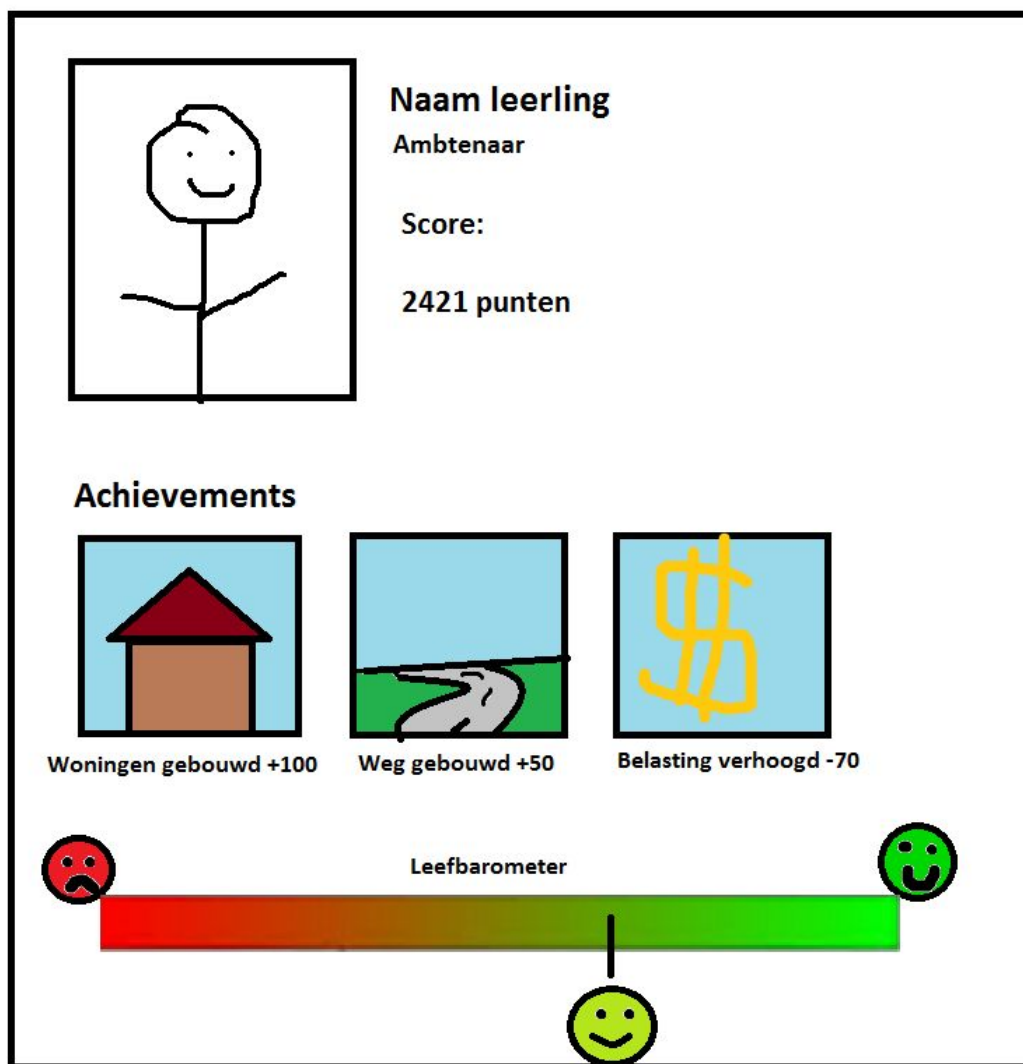 Naam leerling
Ambtenaar
Score:
2421 punten
Achievements
Woningen gebouwd +100
Weg gebouwd +50
Belasting verhoogd -70
Leefbarometer